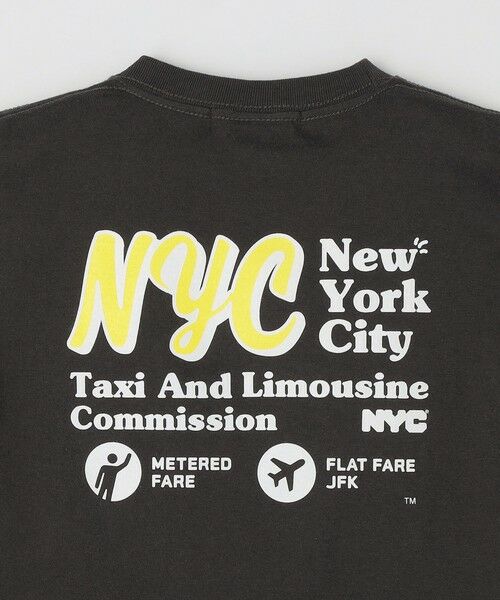 NYC
New
York
City
Taxi And Limousine
Commission
NYC®
METERED
FARE
FLAT FARE
JFK
TM